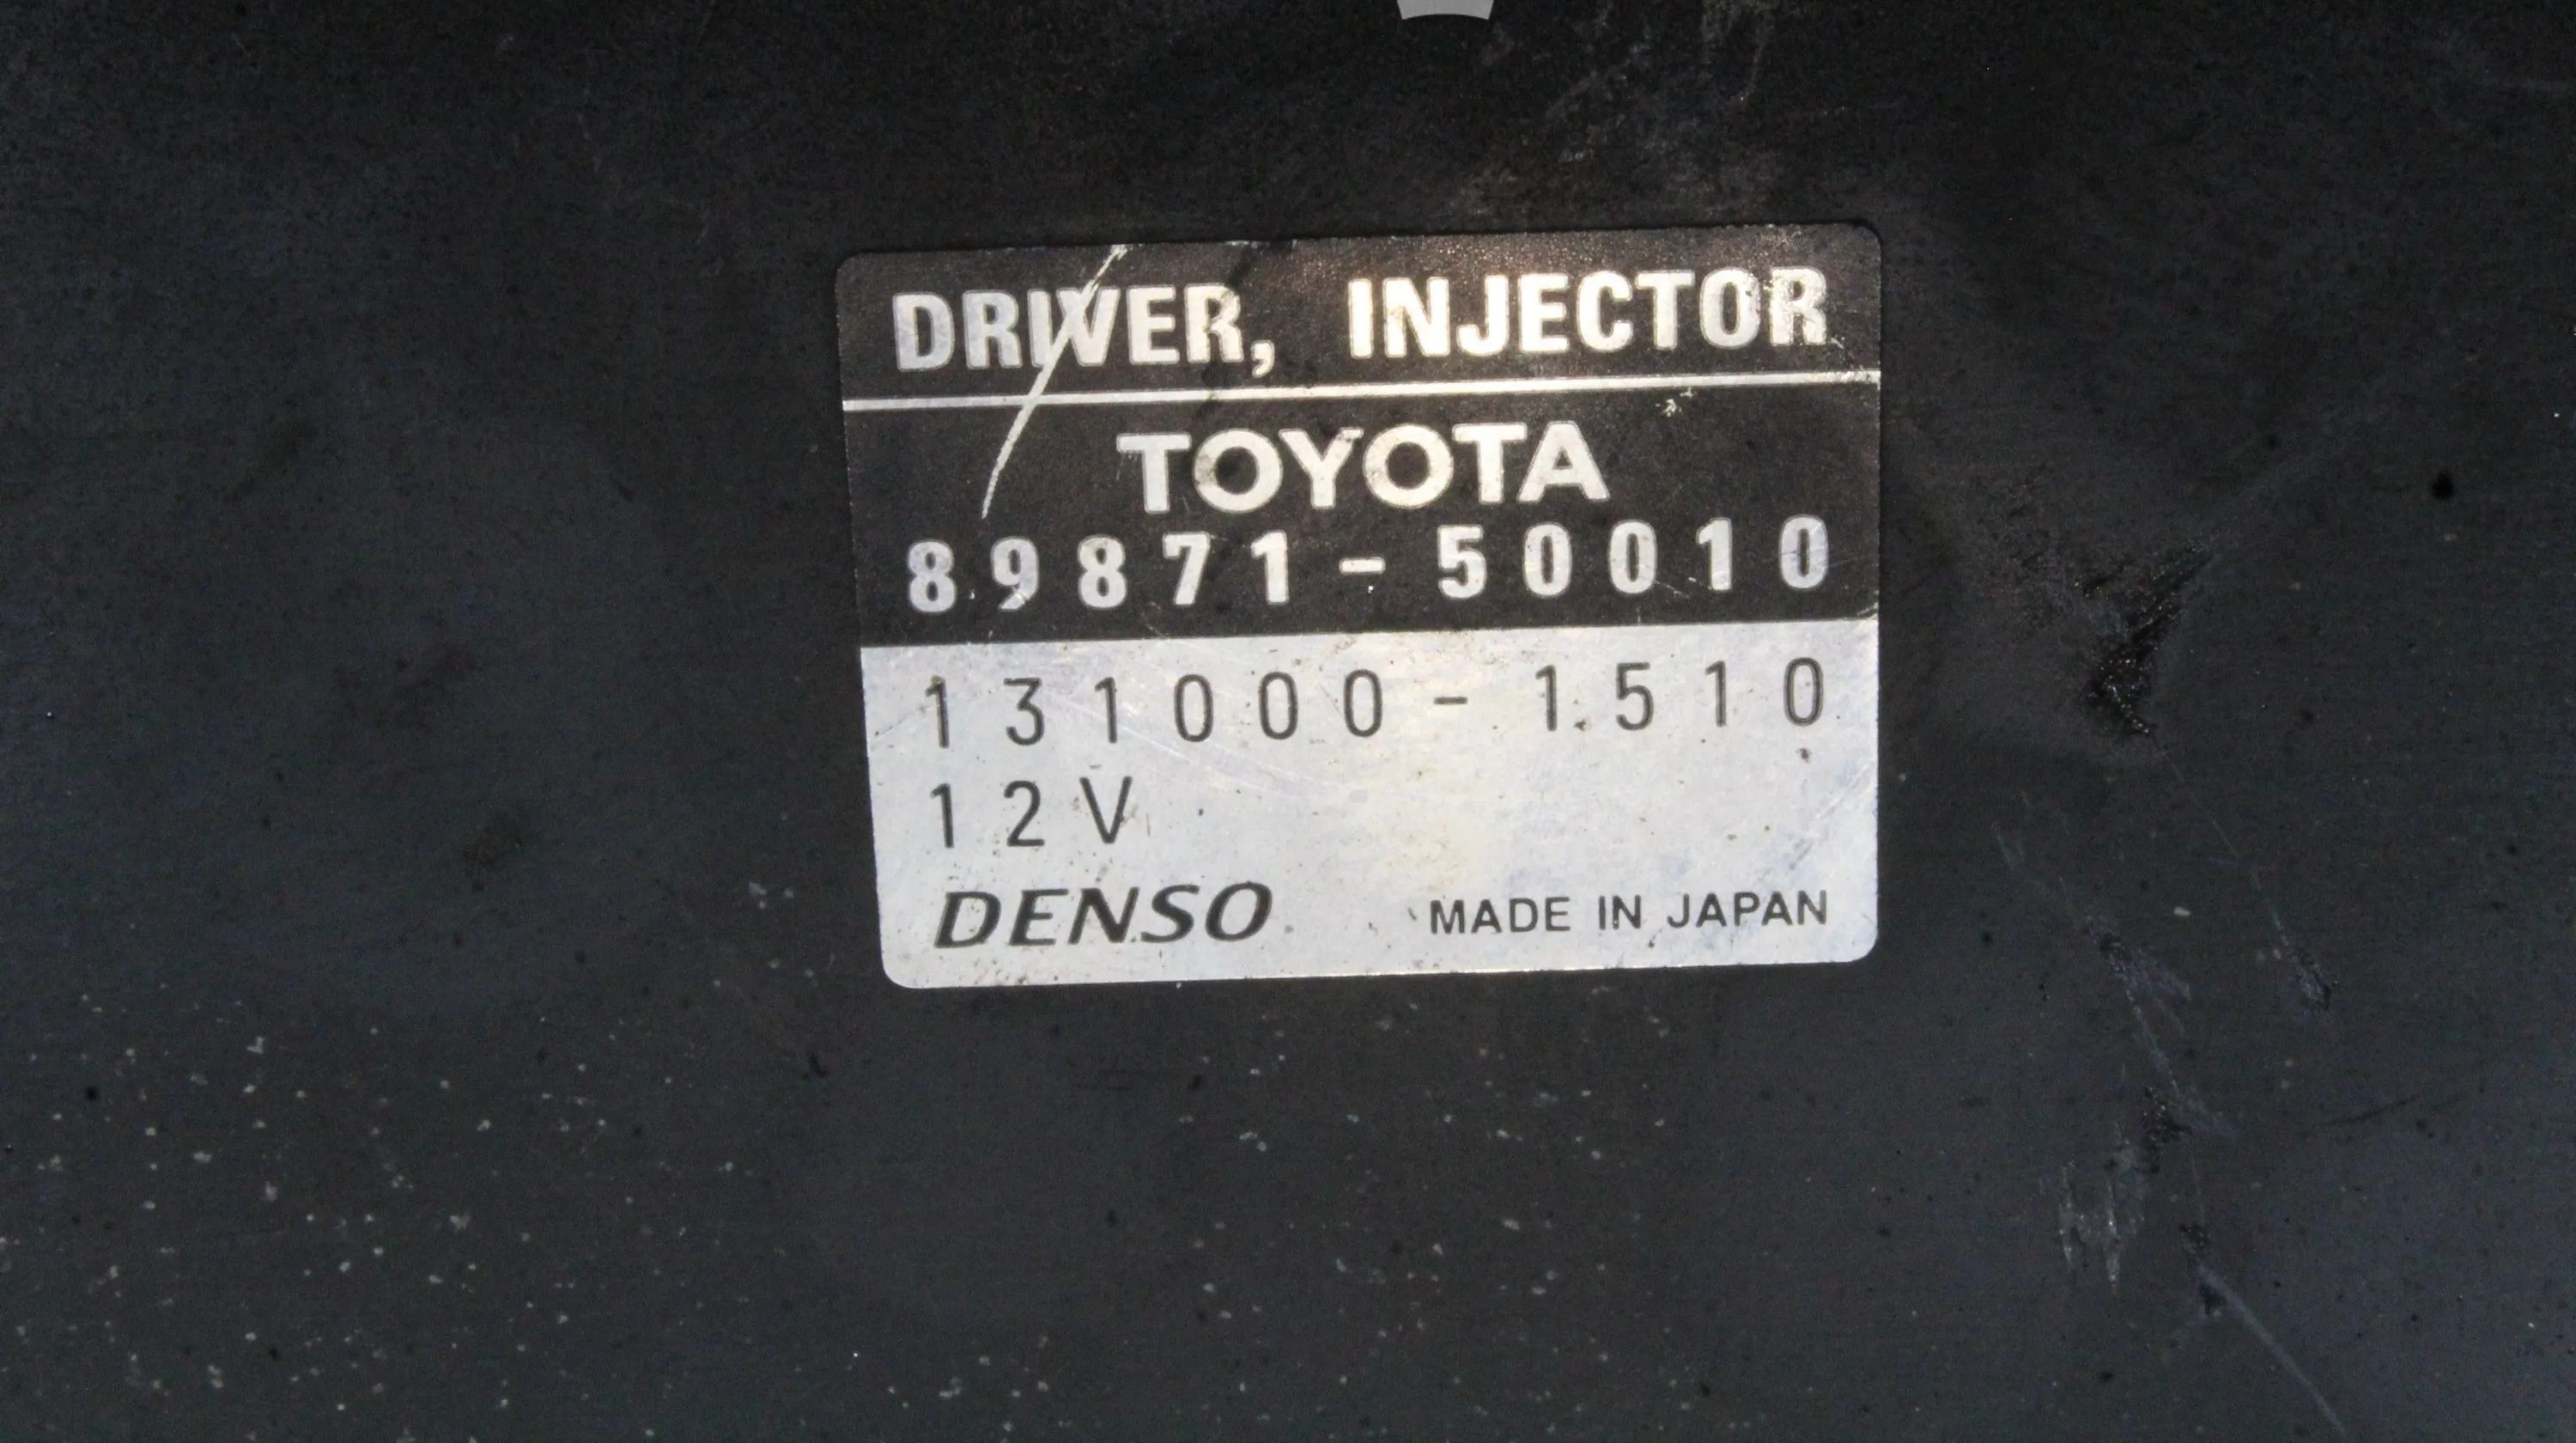 DRIVER, INJECTOR
TOYOTA
89871-50010
131000-1510
12V
DENSO MADE IN JAPAN